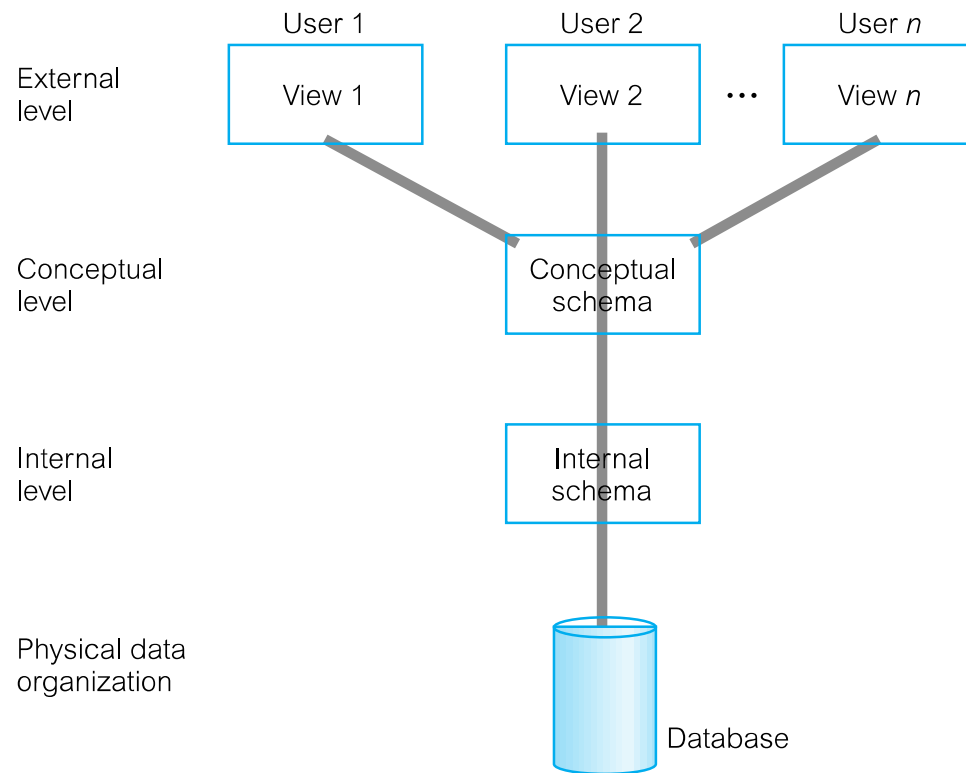 User 1
User 2
User n
External
level
View 1
View 2
...
View n
Conceptual
level
Conceptual
schema
Internal
level
Internal
schema
Physical data
organization
Database